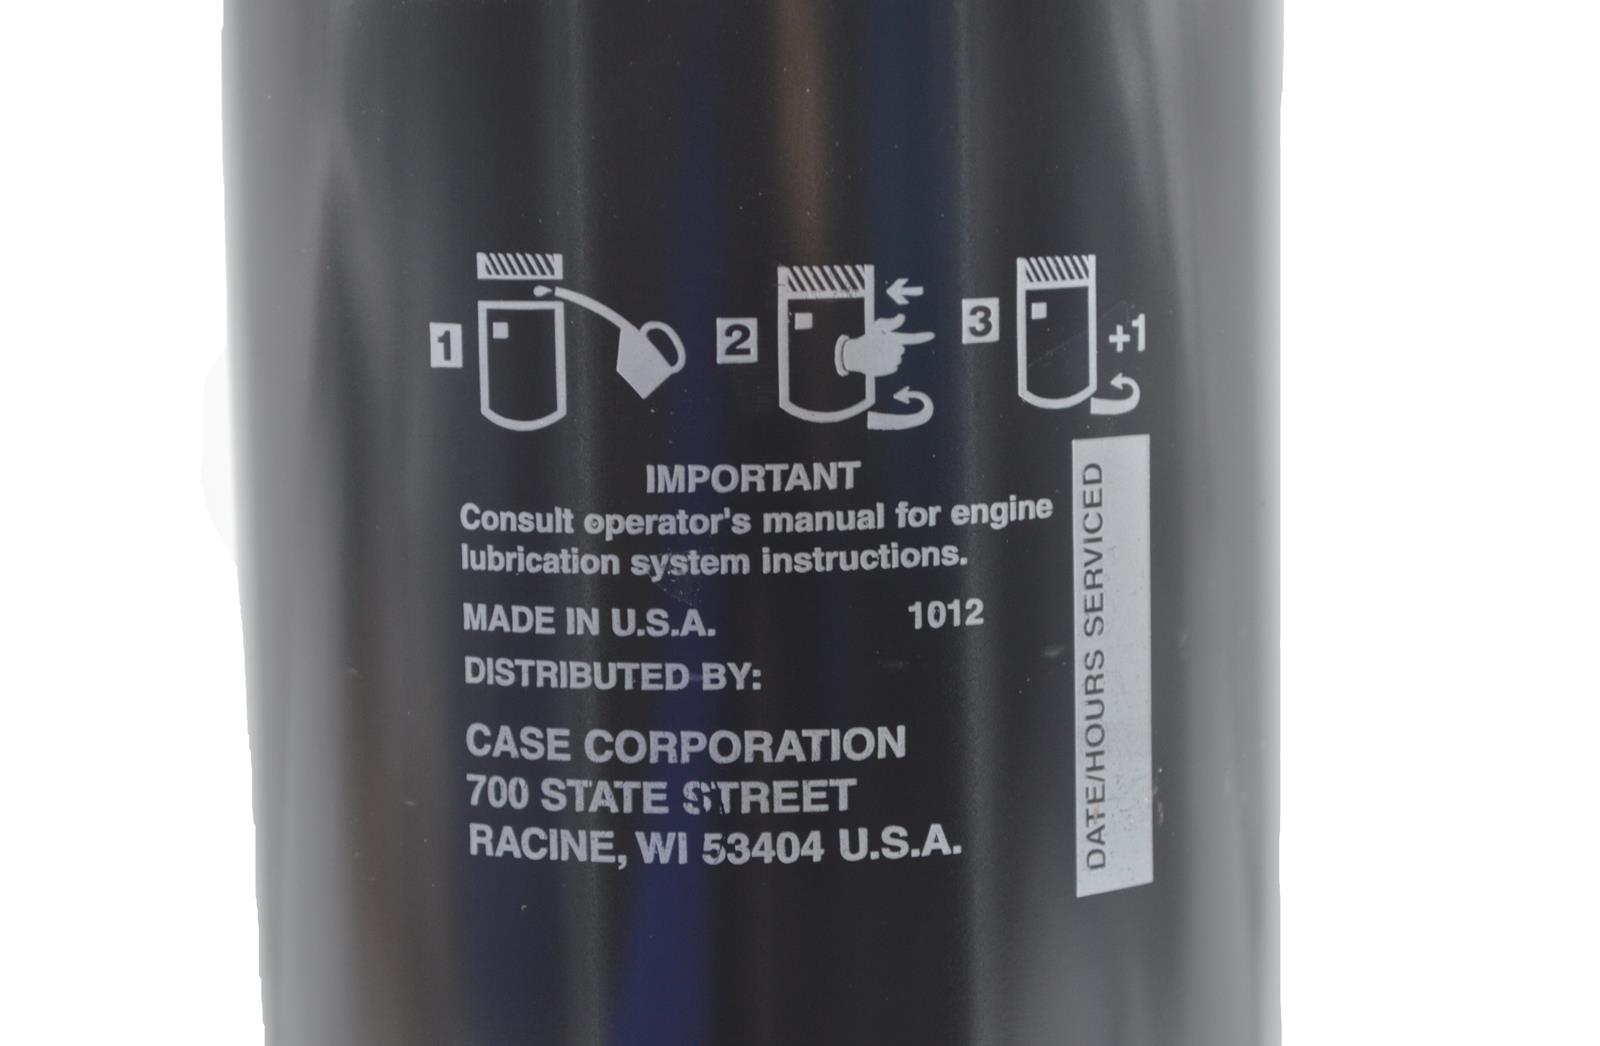 1
2
3
+1
IMPORTANT
Consult operator's manual for engine
lubrication system instructions.
MADE IN U.S.A. 1012
DISTRIBUTED BY:
CASE CORPORATION
700 STATE STREET
RACINE, WI 53404 U.S.A.
DATE/HOURS SERVICED